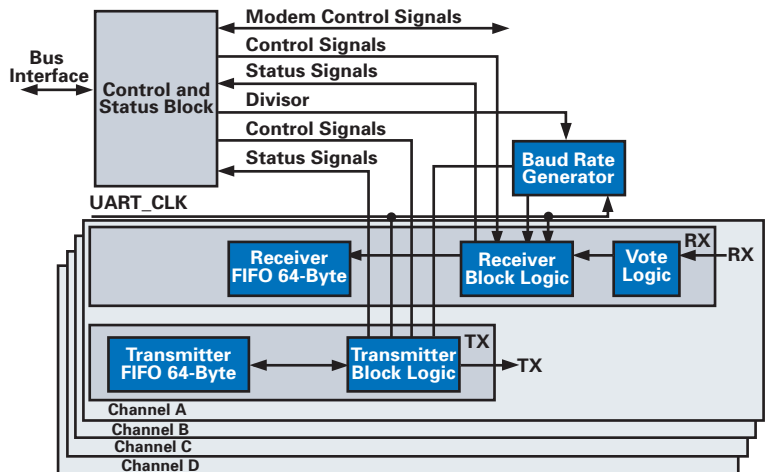 Modem Control Signals
Control Signals
Status Signals
Divisor
Control Signals
Status Signals
Bus
Interface
Control and
Status Block
Baud Rate
Generator
UART_CLK
Receiver
FIFO 64-Byte
Receiver
Block Logic
Vote
Logic
RX
RX
Transmitter
FIFO 64-Byte
Transmitter
Block Logic
TX
TX
Channel A
Channel B
Channel C
Channel D